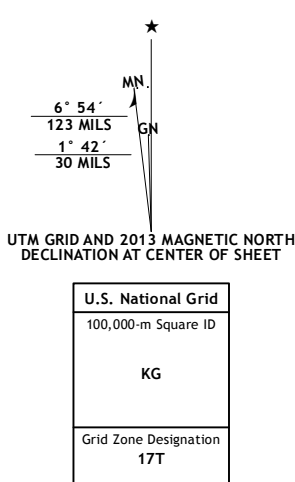 ★
MN
6° 54´
123 MILS
GN
1° 42´
30 MILS
UTM GRID AND 2013 MAGNETIC NORTH
DECLINATION AT CENTER OF SHEET
U.S. National Grid
100,000-m Square ID
KG
Grid Zone Designation
17T